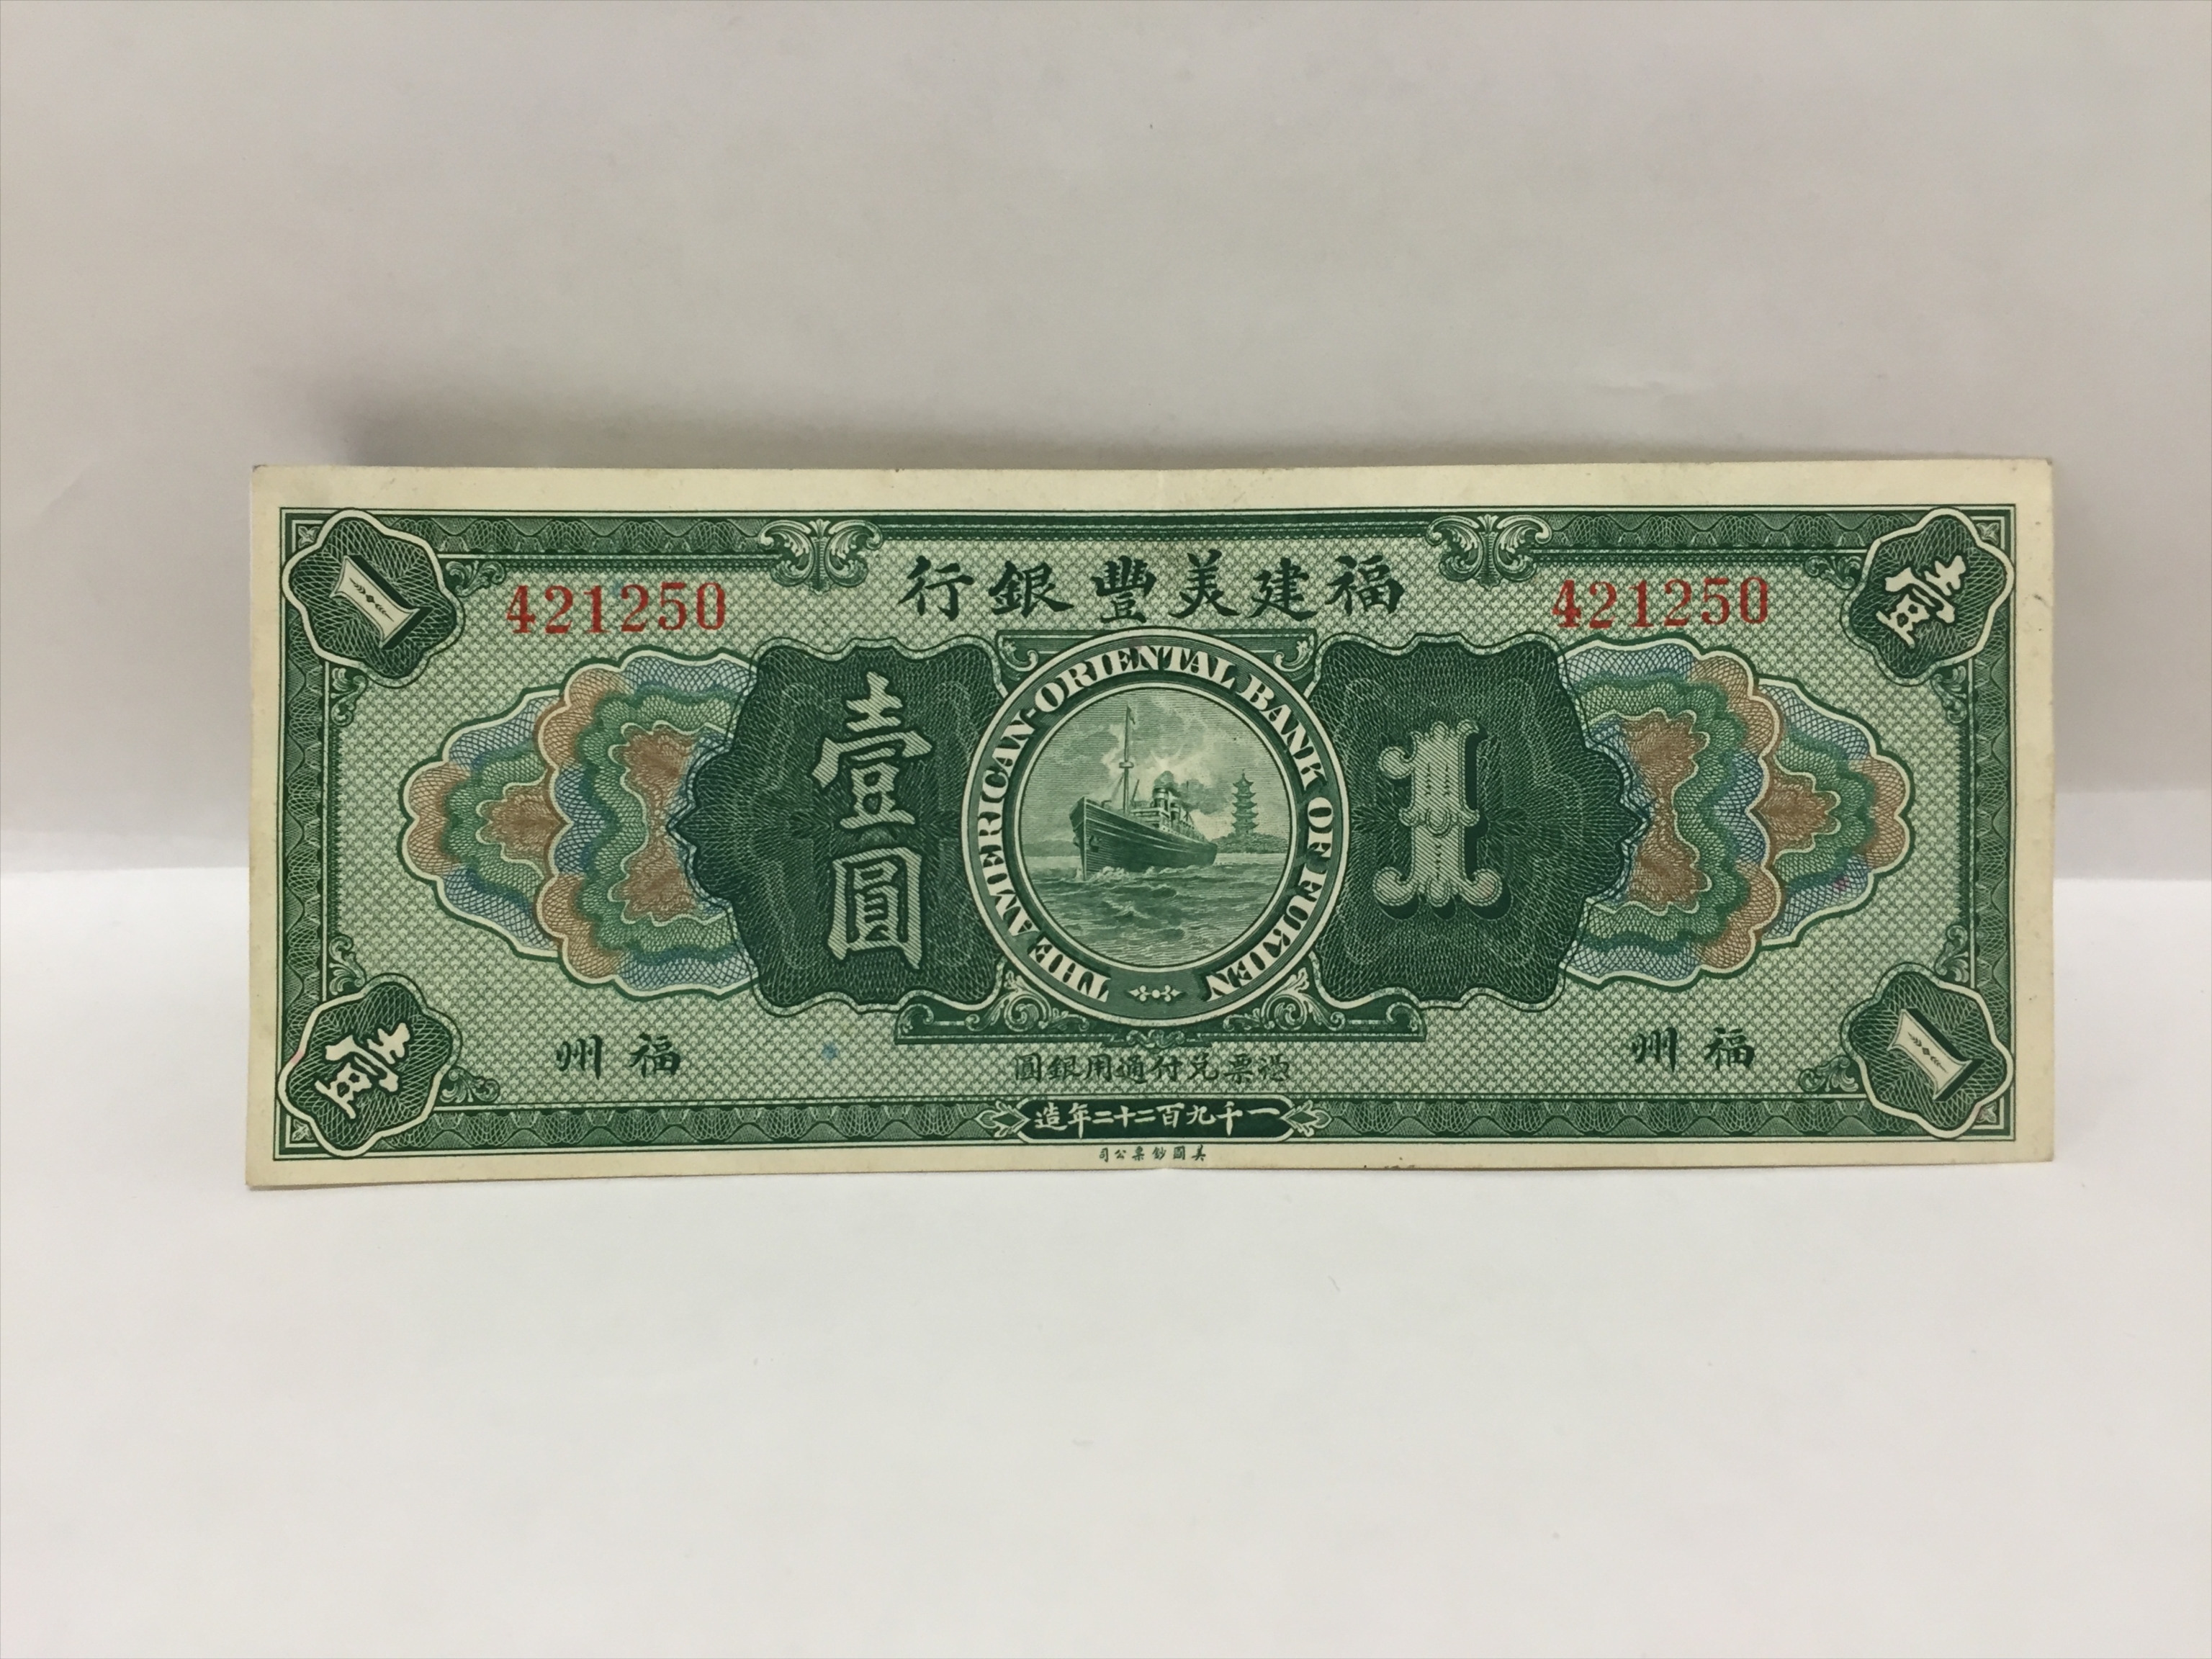 福建美豐銀行
421250
421250
1
壹
THE AMERICAN-ORIENTAL BANK OF FUKIEN
壹圓
1
福州
福州
憑票兌付通用銀圓
壹
1
一千九百二十二年造
美國鈔票公司